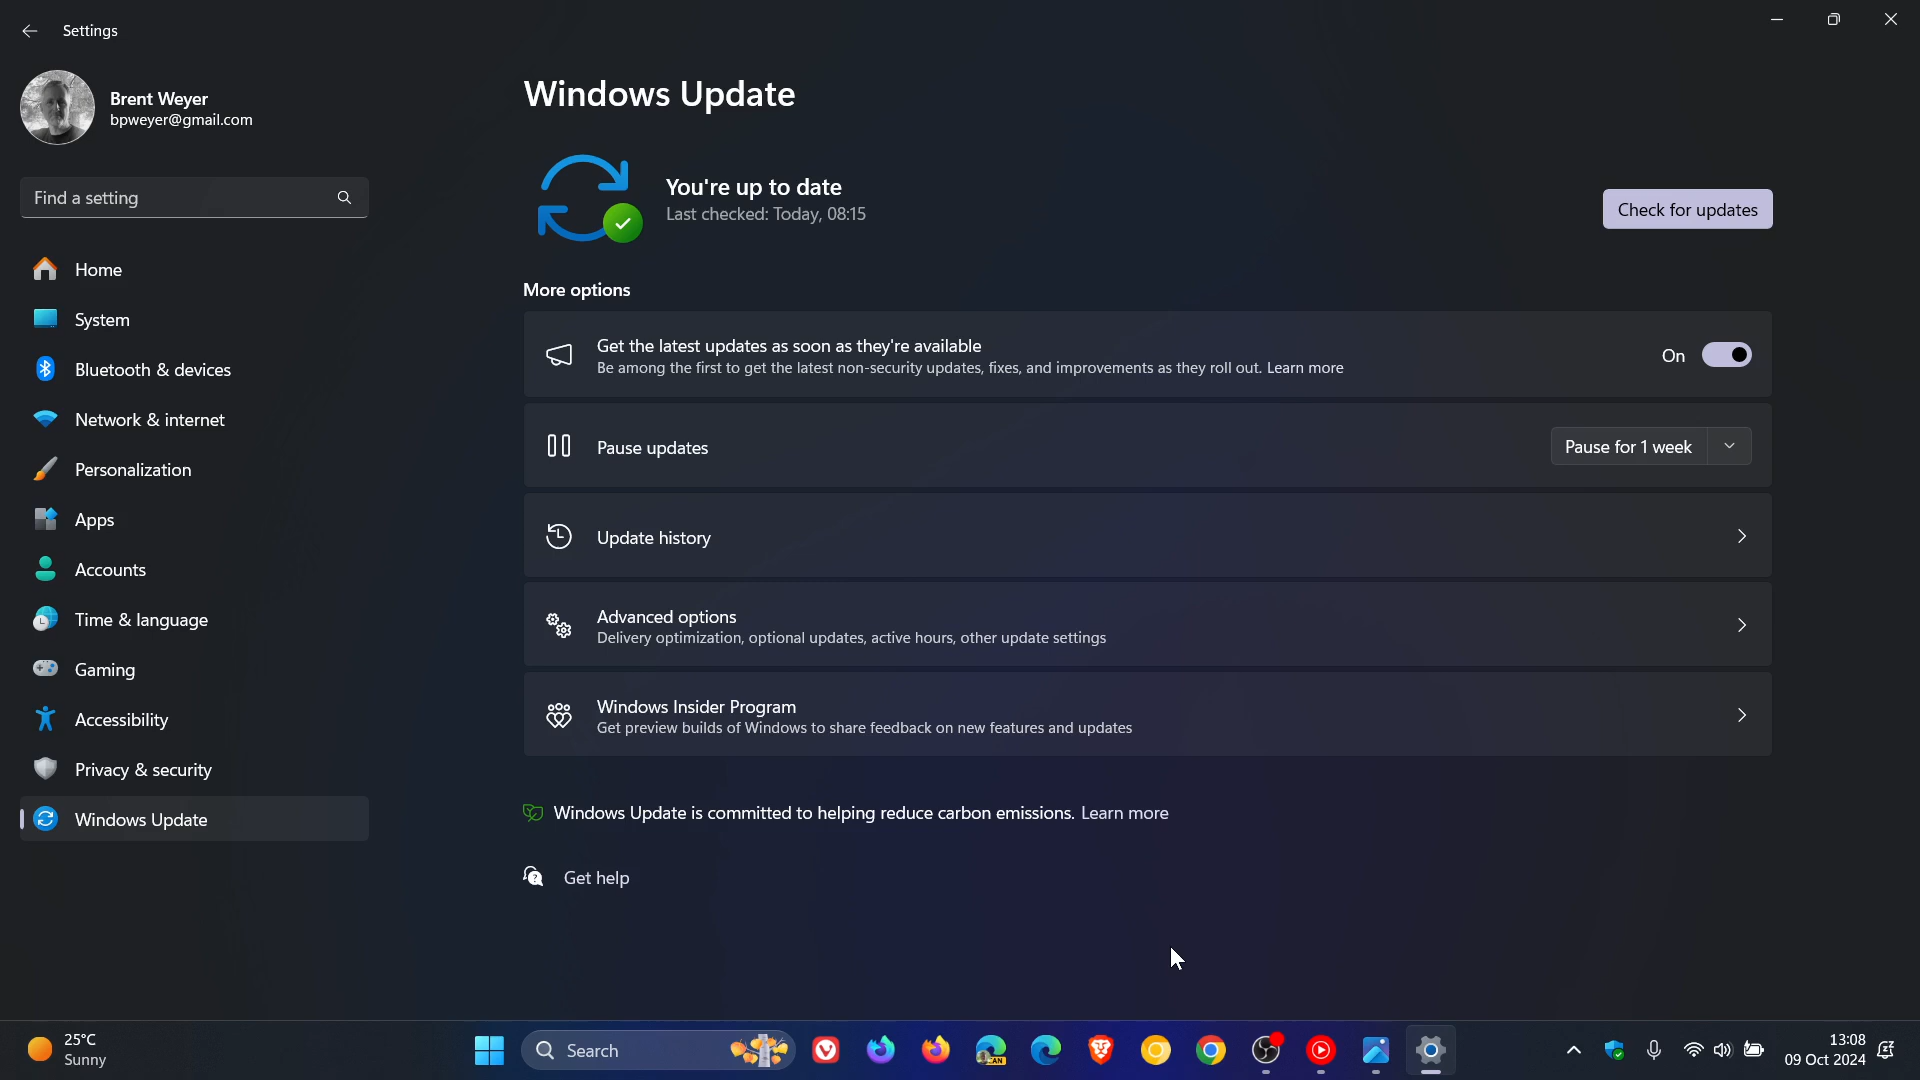 Settings
Brent Weyer
bpweyer@gmail.com
Find a setting
Home
System
Bluetooth & devices
Network & internet
Personalization
Apps
Accounts
Time & language
Gaming
Accessibility
Privacy & security
Windows Update
Windows Update
You're up to date
Last checked: Today, 08:15
Check for updates
More options
Get the latest updates as soon as they're available
Be among the first to get the latest non-security updates, fixes, and improvements as they roll out. Learn more
On
Pause updates
Pause for 1 week
Update history
Advanced options
Delivery optimization, optional updates, active hours, other update settings
Windows Insider Program
Get preview builds of Windows to share feedback on new features and updates
Windows Update is committed to helping reduce carbon emissions. Learn more
Get help
25°C
Sunny
Search
CAN
13:08
09 Oct 2024